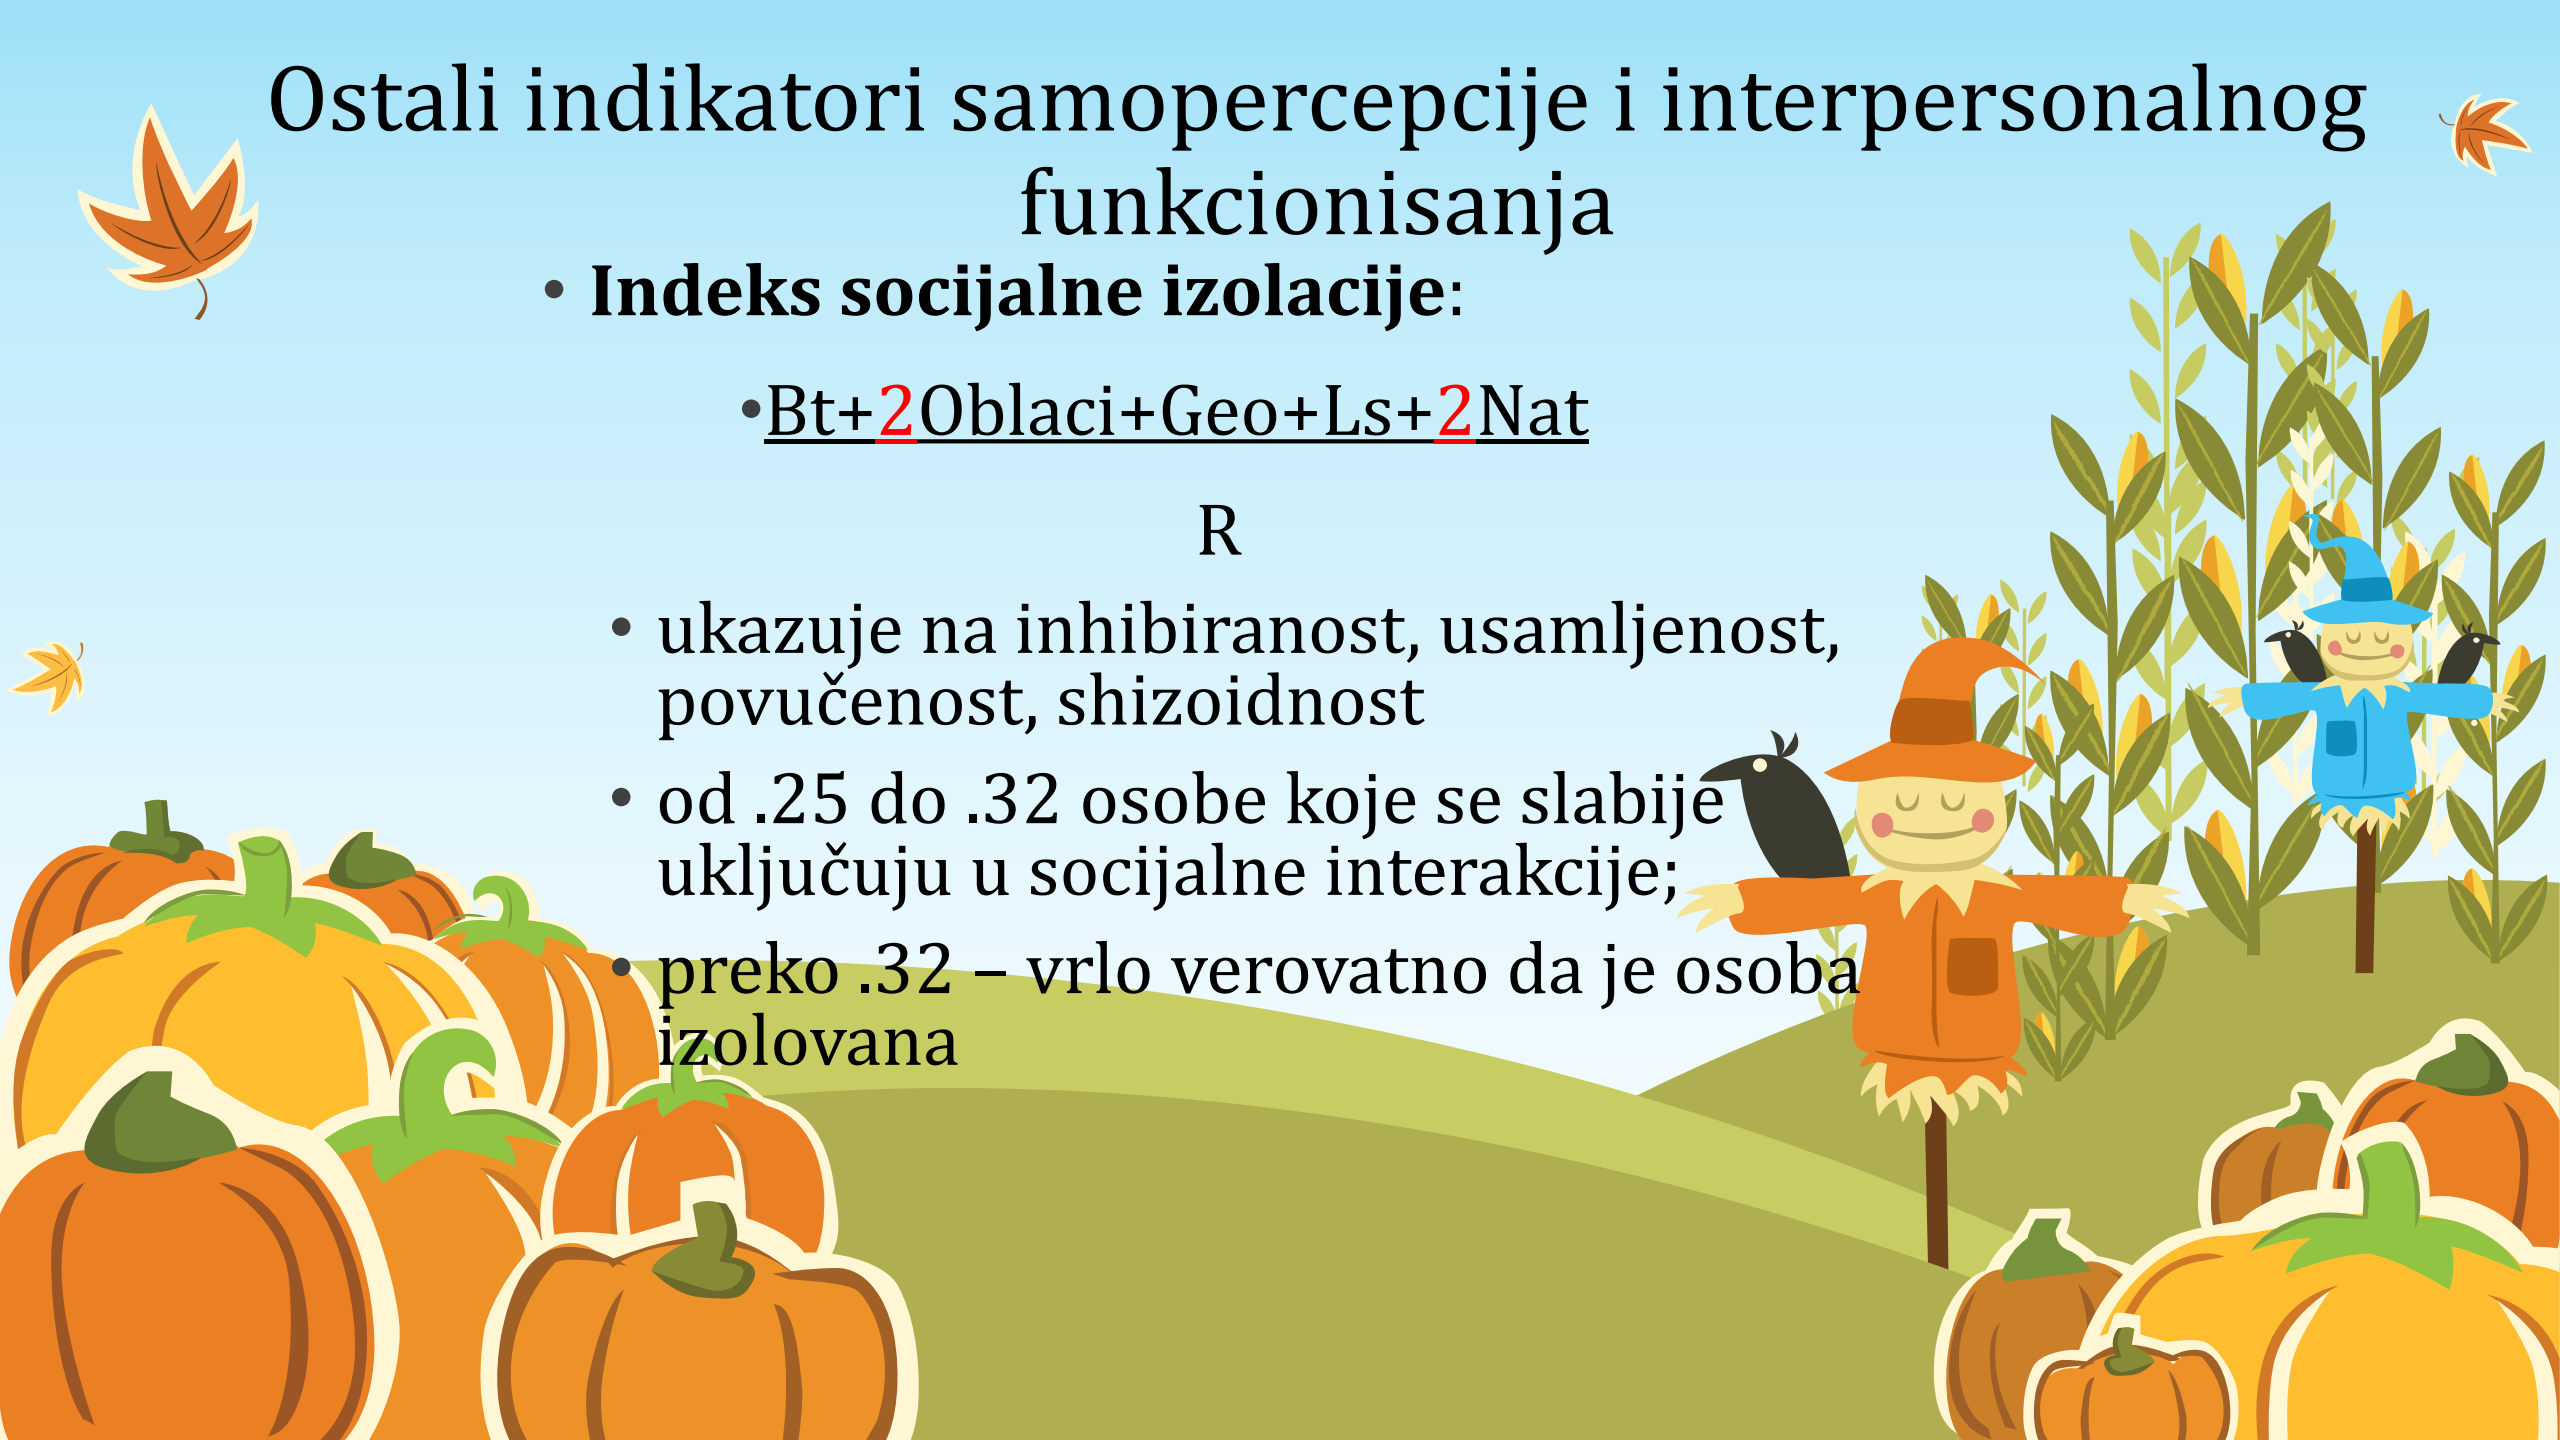 Ostali indikatori samopercepcije i interpersonalnog
funkcionisanja
• Indeks socijalne izolacije:
•Bt+2Oblaci+Geo+Ls+2Nat
R
• ukazuje na inhibiranost, usamljenost,
povučenost, shizoidnost
• od .25 do .32 osobe koje se slabije
uključuju u socijalne interakcije;
• preko .32 – vrlo verovatno da je osoba
izolovana